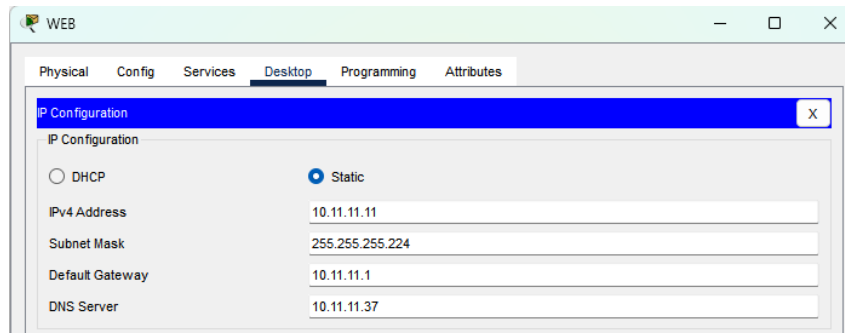 WEB
Physical Config Services Desktop Programming Attributes
IP Configuration X
IP Configuration
DHCP Static
IPv4 Address 10.11.11.11
Subnet Mask 255.255.255.224
Default Gateway 10.11.11.1
DNS Server 10.11.11.37